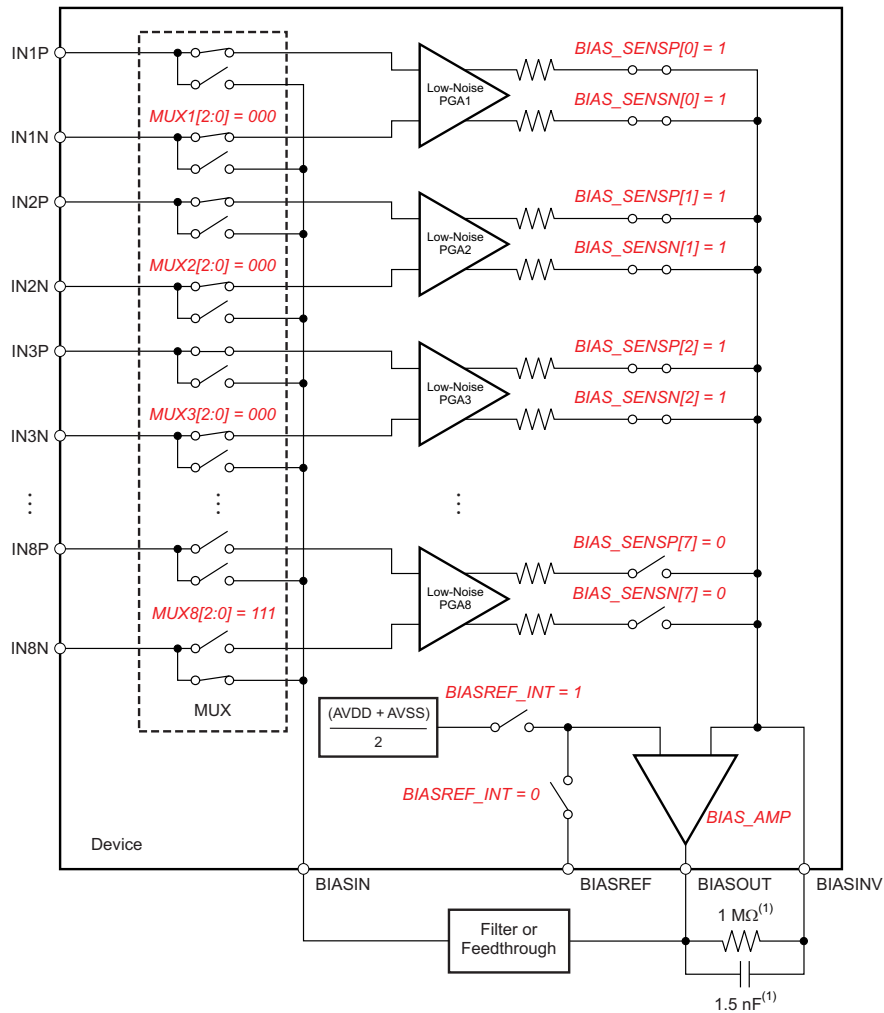 IN1P
BIAS_SENSP[0] = 1
Low-Noise
PGA1
BIAS_SENSN[0] = 1
MUX1[2:0] = 000
IN1N
IN2P
BIAS_SENSP[1] = 1
Low-Noise
PGA2
BIAS_SENSN[1] = 1
MUX2[2:0] = 000
IN2N
IN3P
BIAS_SENSP[2] = 1
Low-Noise
PGA3
BIAS_SENSN[2] = 1
MUX3[2:0] = 000
IN3N
IN8P
BIAS_SENSP[7] = 0
Low-Noise
PGA8
BIAS_SENSN[7] = 0
MUX8[2:0] = 111
IN8N
MUX
BIASREF_INT = 1
(AVDD + AVSS)
2
BIASREF_INT = 0
BIAS_AMP
Device
BIASIN
BIASREF
BIASOUT
BIASINV
Filter or
Feedthrough
1 MΩ(1)
1.5 nF(1)